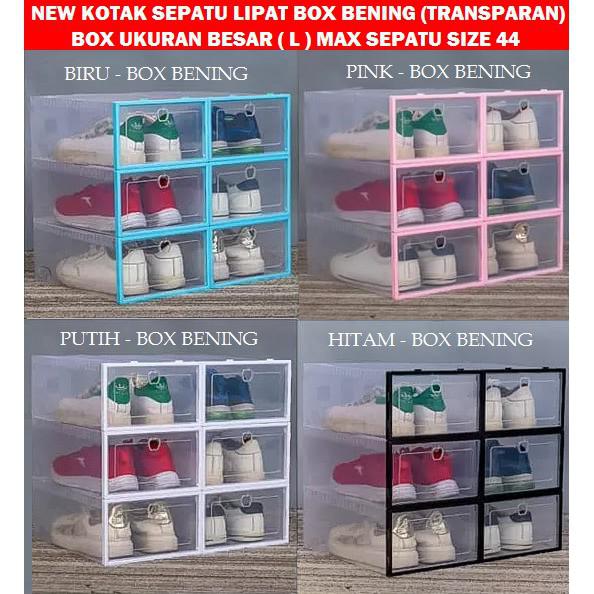 NEW KOTAK SEPATU LIPAT BOX BENING (TRANSPARAN)
BOX UKURAN BESAR ( L ) MAX SEPATU SIZE 44
BIRU - BOX BENING
PINK - BOX BENING
PUTIH - BOX BENING
HITAM - BOX BENING